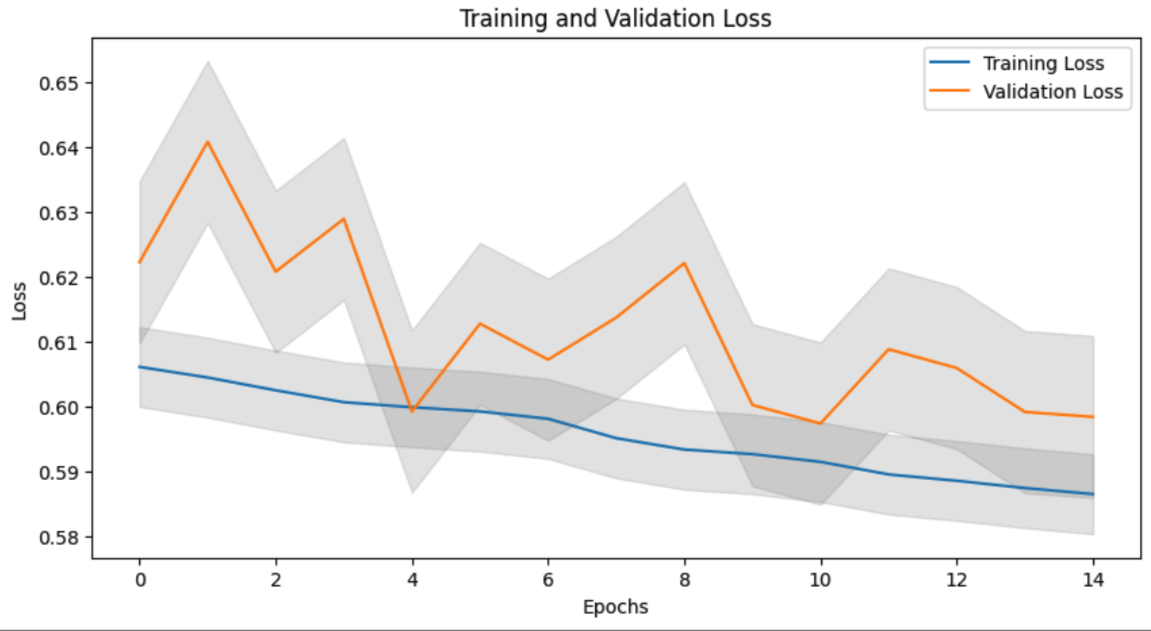 Training and Validation Loss
Training Loss
Validation Loss
0.65
0.64
0.63
0.62
0.61
0.60
0.59
0.58
Loss
0 2 4 6 8 10 12 14
Epochs